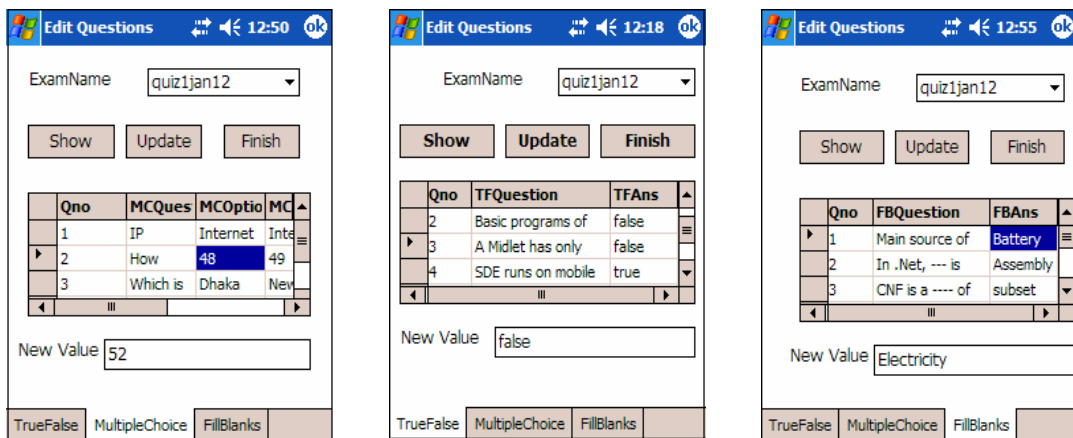 Edit Questions 12:50 ok
ExamName quiz1jan12
Show Update Finish
Qno MCQues MCOptio MC
1 IP Internet Inte
2 How 48 49
3 Which is Dhaka New
New Value 52
TrueFalse MultipleChoice FillBlanks
Edit Questions 12:18 ok
ExamName quiz1jan12
Show Update Finish
Qno TFQuestion TFAns
2 Basic programs of false
3 A Midlet has only false
4 SDE runs on mobile true
New Value false
TrueFalse MultipleChoice FillBlanks
Edit Questions 12:55 ok
ExamName quiz1jan12
Show Update Finish
Qno FBQuestion FBAns
1 Main source of Battery
2 In .Net, --- is Assembly
3 CNF is a ---- of subset
New Value Electricity
TrueFalse MultipleChoice FillBlanks